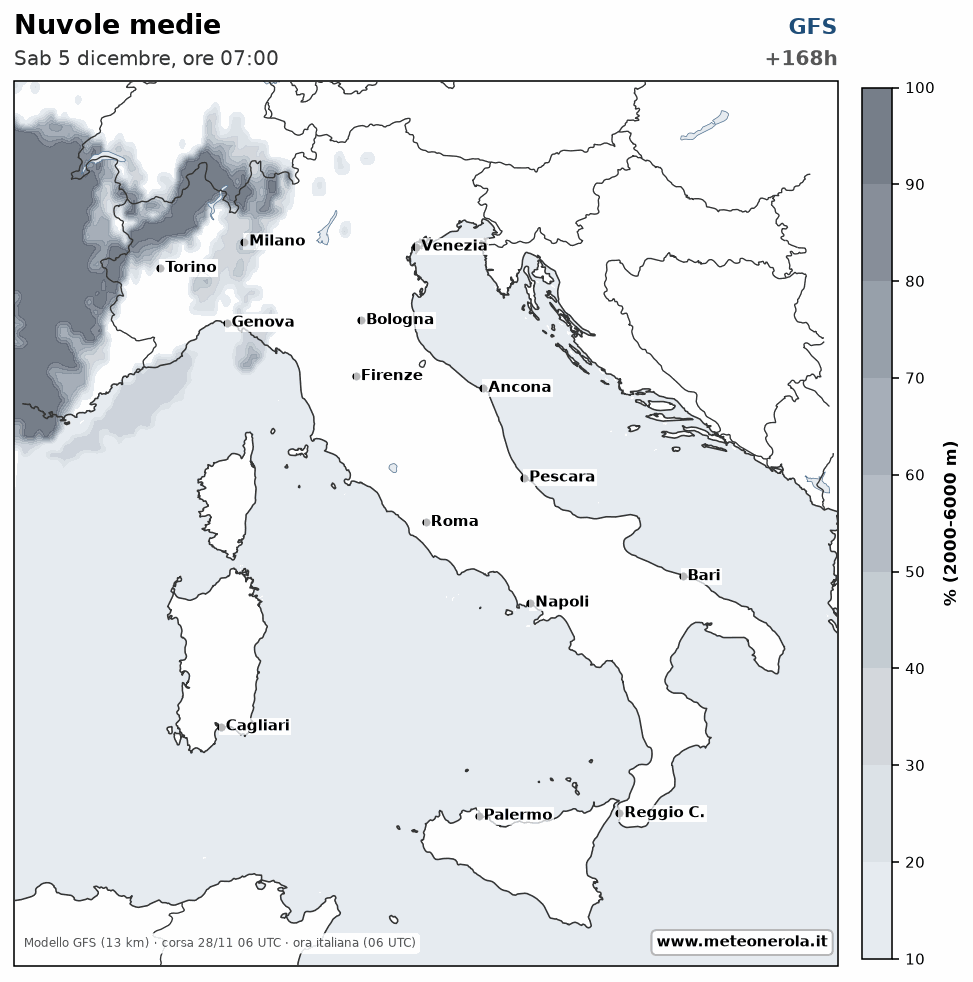 Nuvole medie
GFS
Sab 5 dicembre, ore 07:00
+168h
Milano
Venezia
Torino
Genova
Bologna
Firenze
Ancona
Pescara
Roma
Bari
Napoli
Cagliari
Palermo
Reggio C.
Modello GFS (13 km) · corsa 28/11 06 UTC · ora italiana (06 UTC)
www.meteonerola.it
100
90
80
70
60
50
40
30
20
10
% (2000-6000 m)